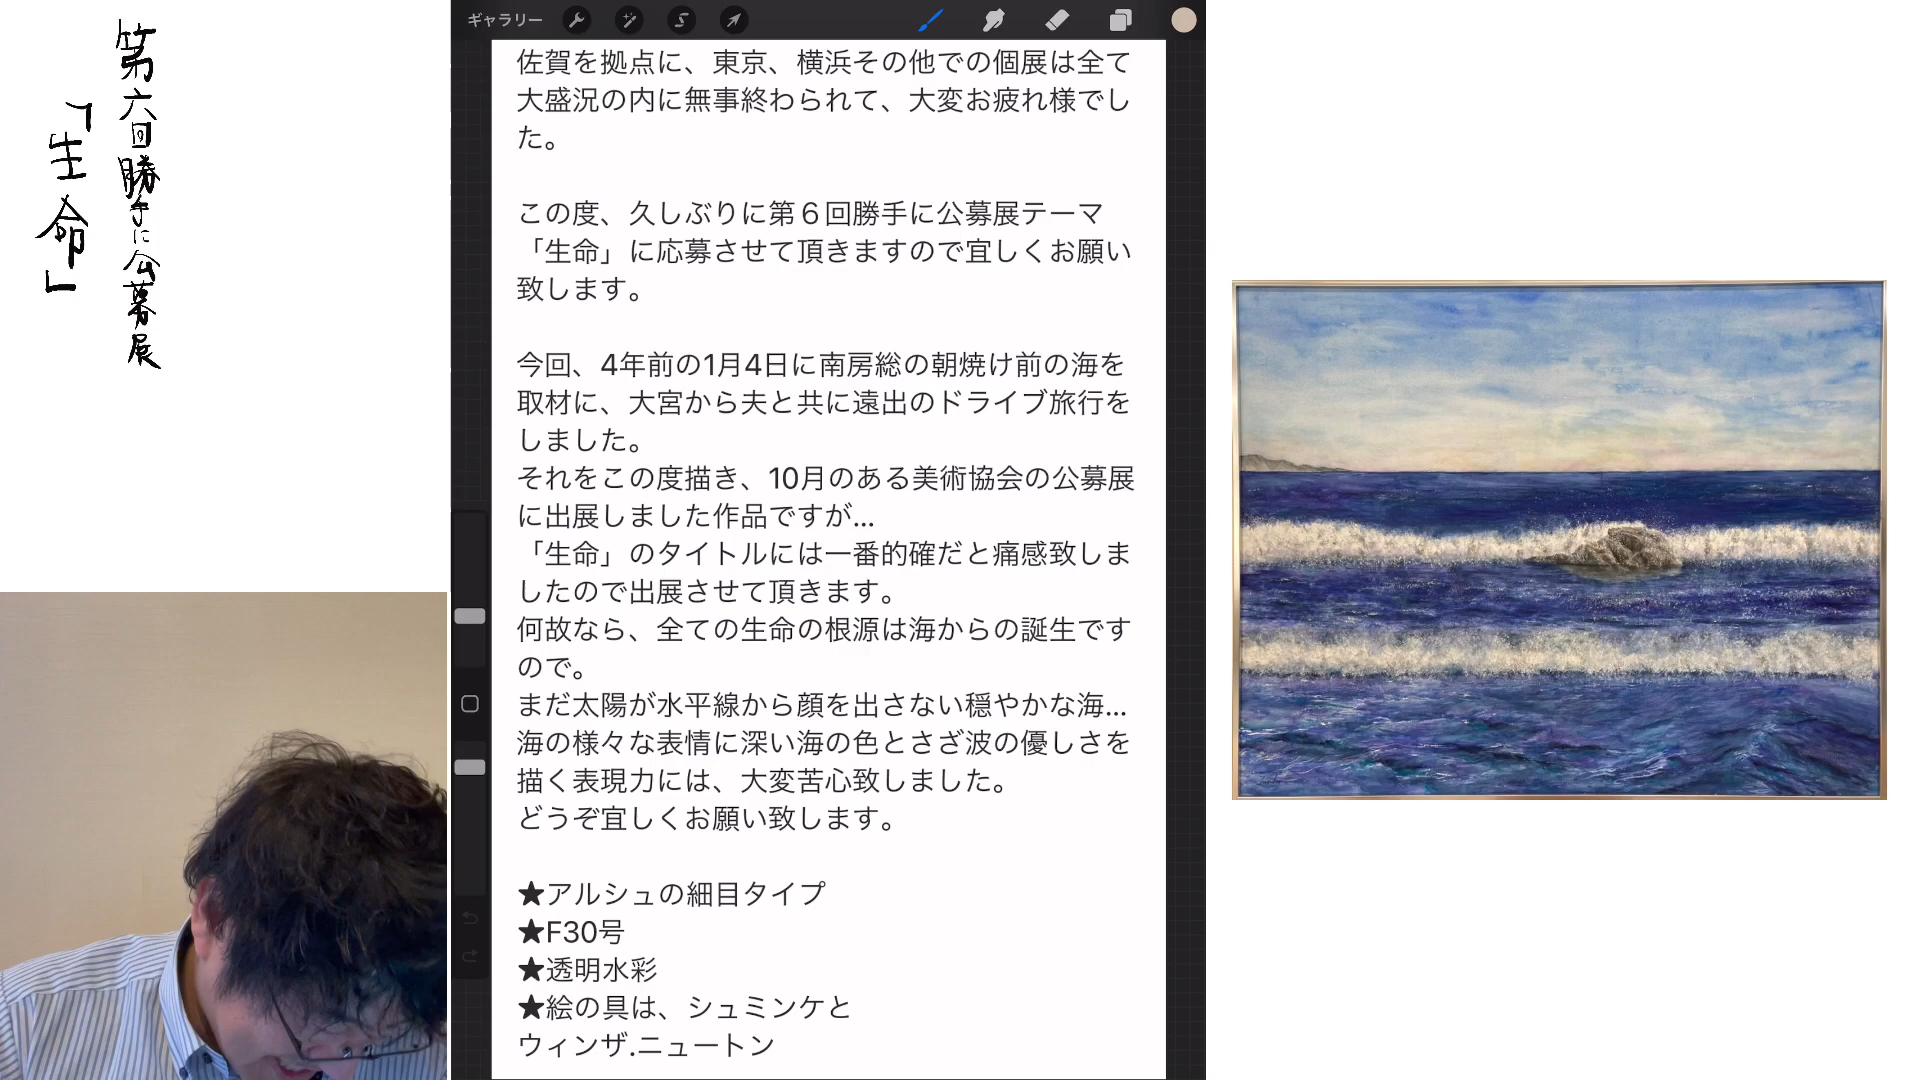 第六回勝手に公募展
「生命」
ギャラリー
佐賀を拠点に、東京、横浜その他での個展は全て
大盛況の内に無事終わられて、大変お疲れ様でし
た。
この度、久しぶりに第６回勝手に公募展テーマ
「生命」に応募させて頂きますので宜しくお願い
致します。
今回、4年前の1月4日に南房総の朝焼け前の海を
取材に、大宮から夫と共に遠出のドライブ旅行を
しました。
それをこの度描き、10月のある美術協会の公募展
に出展しました作品ですが...
「生命」のタイトルには一番的確だと痛感致しま
したので出展させて頂きます。
何故なら、全ての生命の根源は海からの誕生です
ので。
まだ太陽が水平線から顔を出さない穏やかな海...
海の様々な表情に深い海の色とさざ波の優しさを
描く表現力には、大変苦心致しました。
どうぞ宜しくお願い致します。
★アルシュの細目タイプ
★F30号
★透明水彩
★絵の具は、シュミンケと
ウィンザ.ニュートン